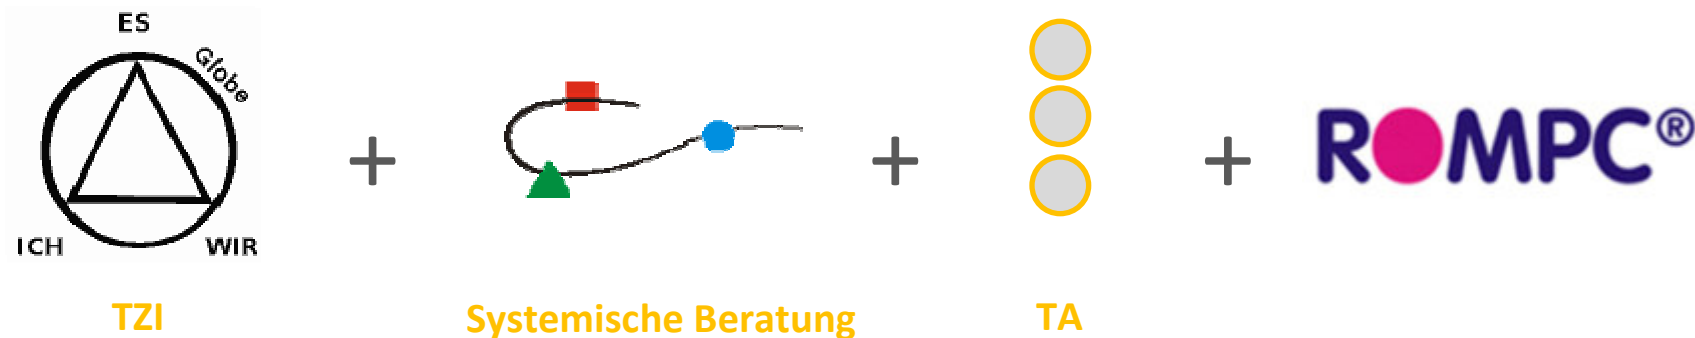 ES
Globe
ICH
WIR
+
+
+
ROMPC®
TZI
Systemische Beratung
TA